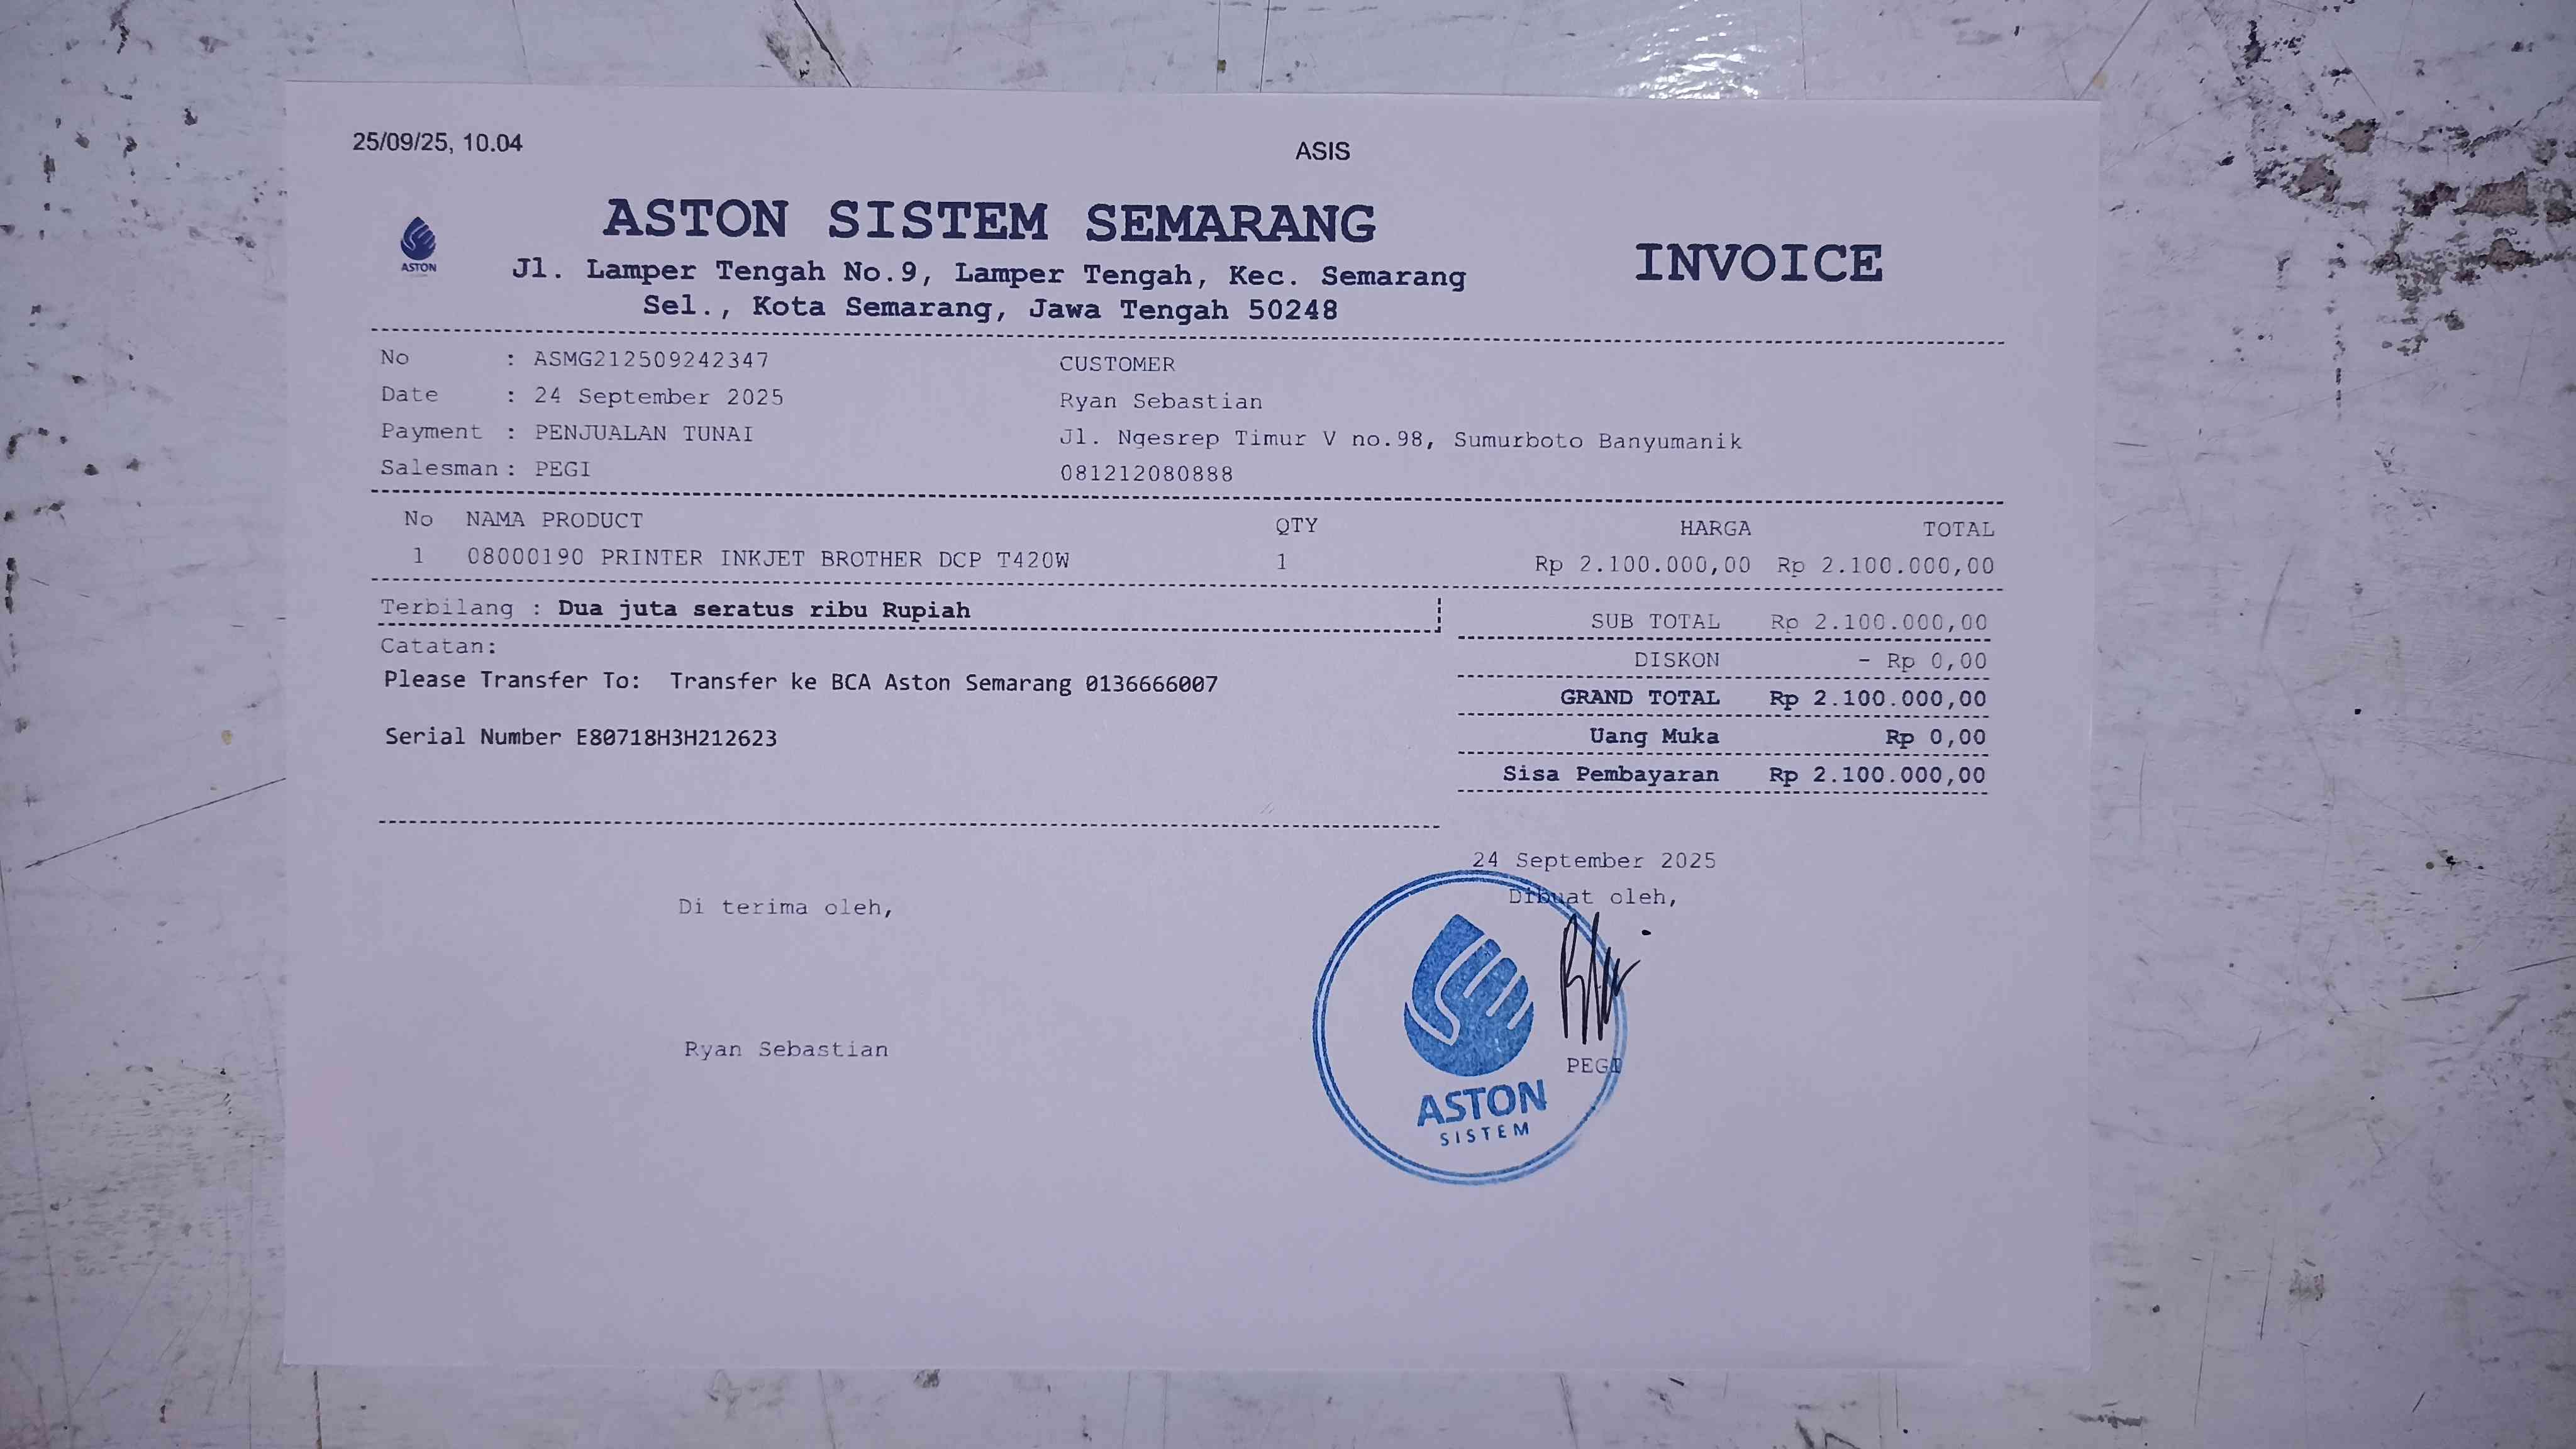 25/09/25, 10.04 ASIS
ASTON
ASTON SISTEM SEMARANG
Jl. Lamper Tengah No.9, Lamper Tengah, Kec. Semarang
Sel., Kota Semarang, Jawa Tengah 50248
INVOICE
No : ASMG212509242347
Date : 24 September 2025
Payment : PENJUALAN TUNAI
Salesman : PEGI
CUSTOMER
Ryan Sebastian
Jl. Ngesrep Timur V no.98, Sumurboto Banyumanik
081212080888
No NAMA PRODUCT QTY HARGA TOTAL
1 08000190 PRINTER INKJET BROTHER DCP T420W 1 Rp 2.100.000,00 Rp 2.100.000,00
Terbilang : Dua juta seratus ribu Rupiah
Catatan:
Please Transfer To: Transfer ke BCA Aston Semarang 0136666007
Serial Number E80718H3H212623
SUB TOTAL Rp 2.100.000,00
DISKON - Rp 0,00
GRAND TOTAL Rp 2.100.000,00
Uang Muka Rp 0,00
Sisa Pembayaran Rp 2.100.000,00
24 September 2025
Di terima oleh,
Dibuat oleh,
Ryan Sebastian
PEGI
ASTON
SISTEM